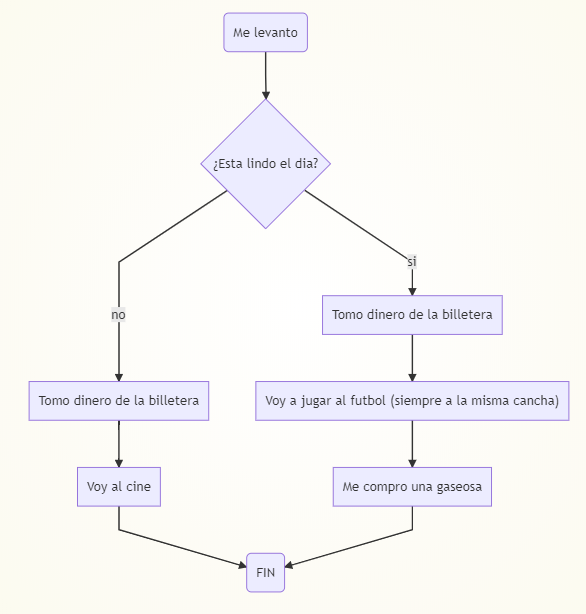 Me levanto
¿Esta lindo el dia?
si
no
Tomo dinero de la billetera
Tomo dinero de la billetera
Voy a jugar al futbol (siempre a la misma cancha)
Voy al cine
Me compro una gaseosa
FIN